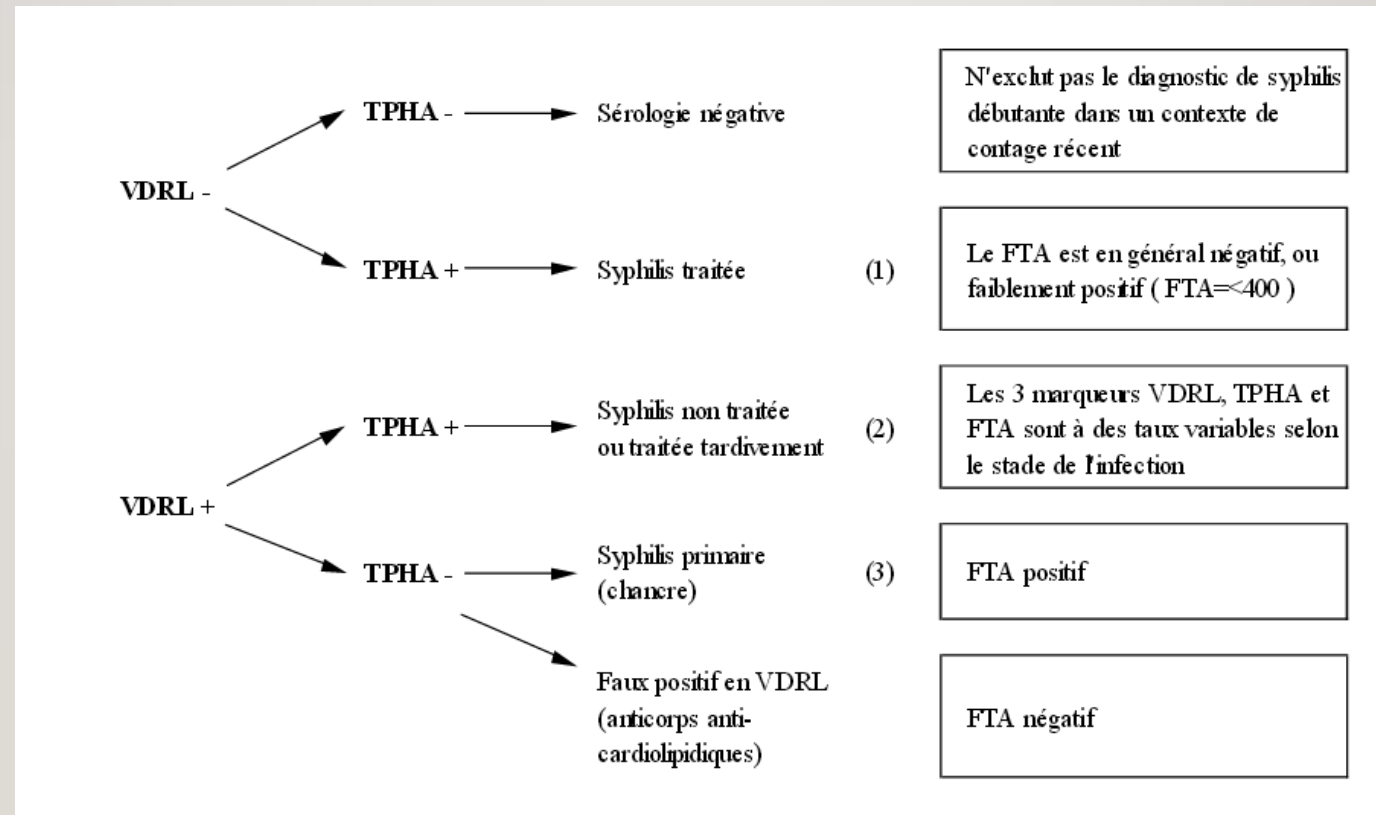 TPHA -
Sérologie négative
N'exclut pas le diagnostic de syphilis
débutante dans un contexte de
contage récent
VDRL -
TPHA +
Syphilis traitée
(1)
Le FTA est en général négatif, ou
faiblement positif ( FTA=<400 )
TPHA +
Syphilis non traitée
ou traitée tardivement
(2)
Les 3 marqueurs VDRL, TPHA et
FTA sont à des taux variables selon
le stade de l'infection
VDRL +
TPHA -
Syphilis primaire
(chancre)
(3)
FTA positif
Faux positif en VDRL
(anticorps anti-
cardiolipidiques)
FTA négatif